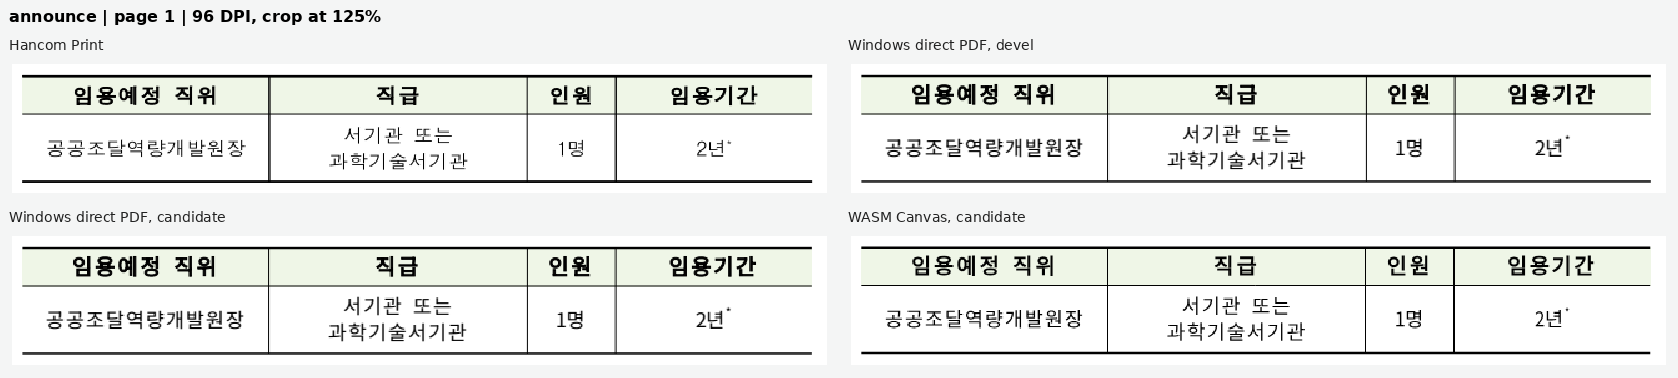 announce | page 1 | 96 DPI, crop at 125%
Hancom Print
임용예정 직위 직급 인원 임용기간
공공조달역량개발원장 서기관 또는 과학기술서기관 1명 2년*
Windows direct PDF, devel
임용예정 직위 직급 인원 임용기간
공공조달역량개발원장 서기관 또는 과학기술서기관 1명 2년*
Windows direct PDF, candidate
임용예정 직위 직급 인원 임용기간
공공조달역량개발원장 서기관 또는 과학기술서기관 1명 2년*
WASM Canvas, candidate
임용예정 직위 직급 인원 임용기간
공공조달역량개발원장 서기관 또는 과학기술서기관 1명 2년*